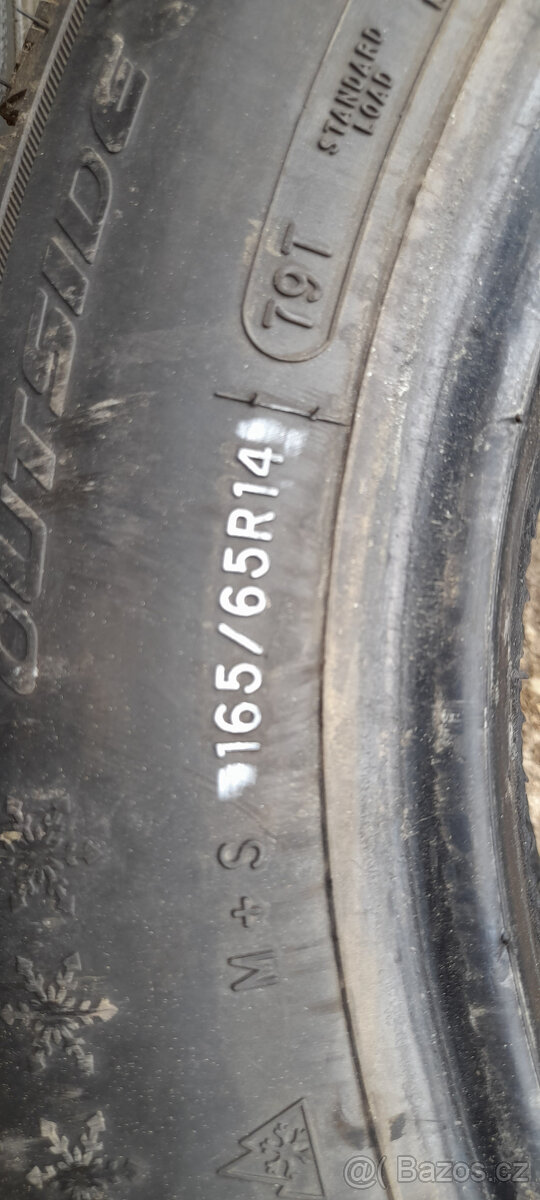 OUTSIDE
STANDARD
LOAD
79T
165/65R14
M + S
@ Bazos.cz